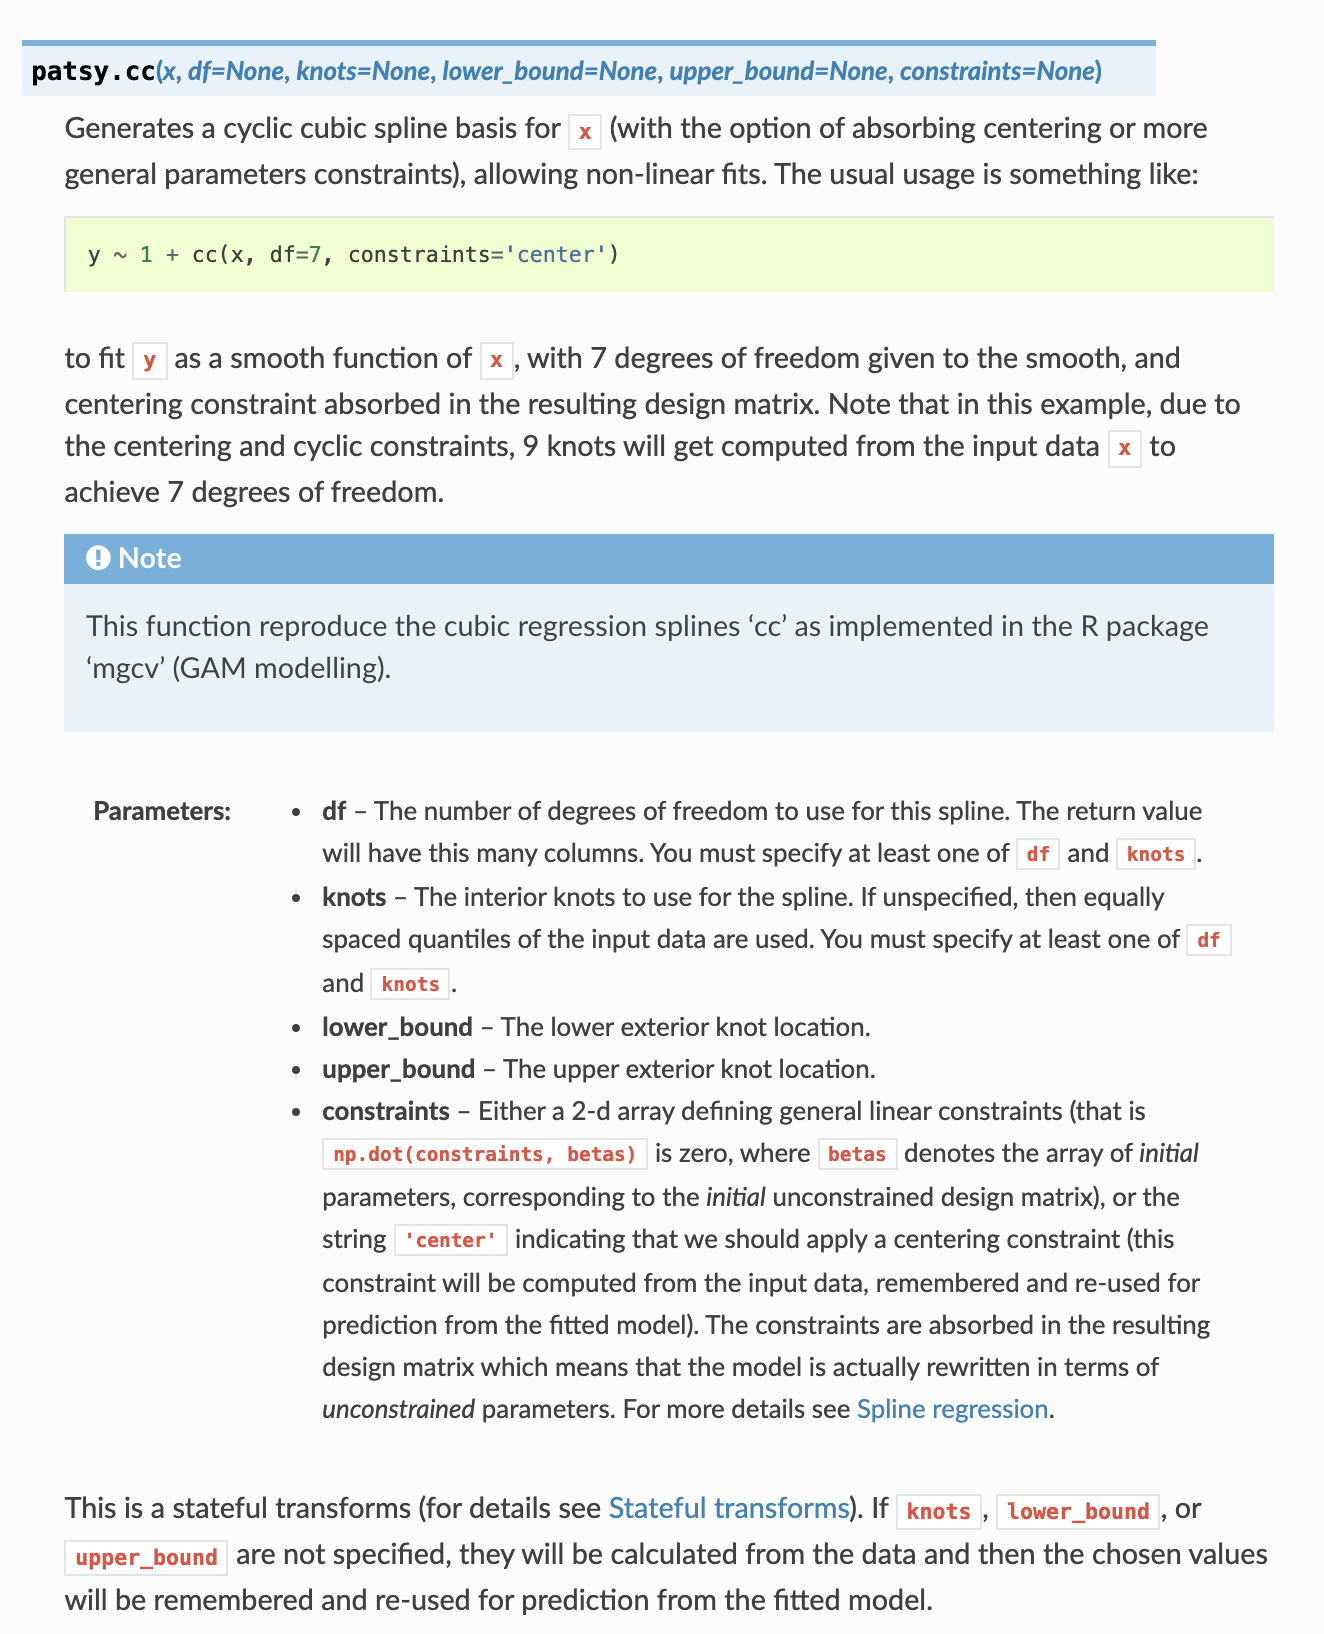 patsy.cc(x, df=None, knots=None, lower_bound=None, upper_bound=None, constraints=None)
Generates a cyclic cubic spline basis for x (with the option of absorbing centering or more
general parameters constraints), allowing non-linear fits. The usual usage is something like:
y ~ 1 + cc(x, df=7, constraints='center')
to fit y as a smooth function of x, with 7 degrees of freedom given to the smooth, and
centering constraint absorbed in the resulting design matrix. Note that in this example, due to
the centering and cyclic constraints, 9 knots will get computed from the input data x to
achieve 7 degrees of freedom.
Note
This function reproduce the cubic regression splines ‘cc’ as implemented in the R package
‘mgcv’ (GAM modelling).
Parameters: • df – The number of degrees of freedom to use for this spline. The return value
will have this many columns. You must specify at least one of df and knots.
• knots – The interior knots to use for the spline. If unspecified, then equally
spaced quantiles of the input data are used. You must specify at least one of df
and knots.
• lower_bound – The lower exterior knot location.
• upper_bound – The upper exterior knot location.
• constraints – Either a 2-d array defining general linear constraints (that is
np.dot(constraints, betas) is zero, where betas denotes the array of initial
parameters, corresponding to the initial unconstrained design matrix), or the
string 'center' indicating that we should apply a centering constraint (this
constraint will be computed from the input data, remembered and re-used for
prediction from the fitted model). The constraints are absorbed in the resulting
design matrix which means that the model is actually rewritten in terms of
unconstrained parameters. For more details see Spline regression.
This is a stateful transforms (for details see Stateful transforms). If knots, lower_bound, or
upper_bound are not specified, they will be calculated from the data and then the chosen values
will be remembered and re-used for prediction from the fitted model.